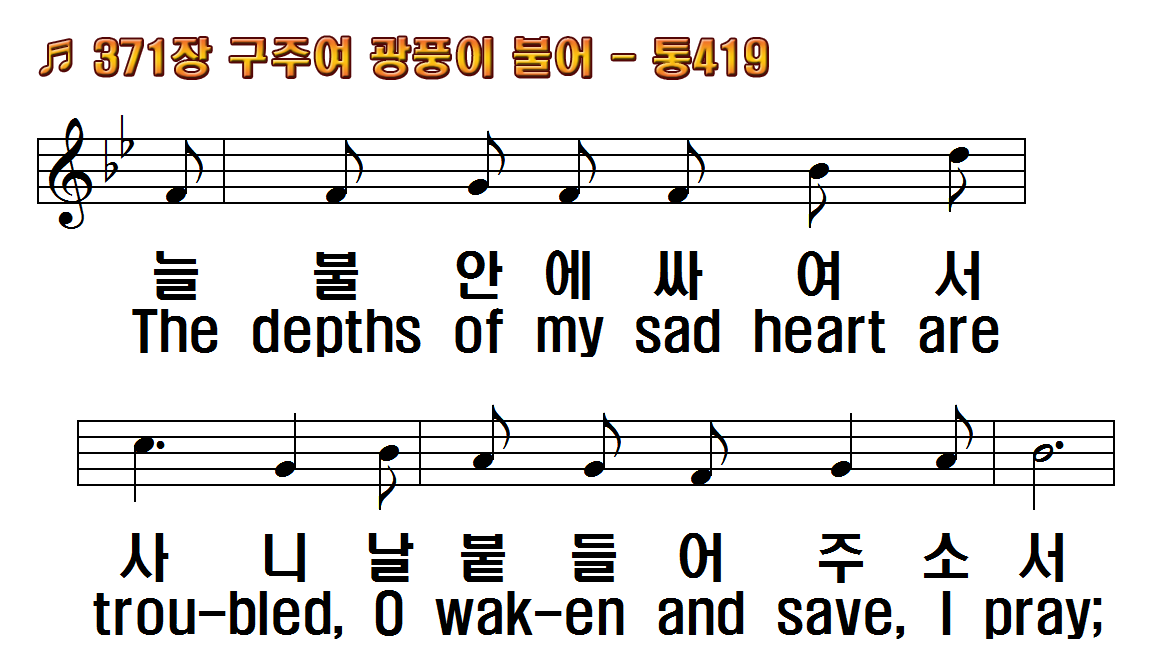 ♬ 371장 구주여 광풍이 불어 - 통419
늘 불 안 에 싸 여 서
The depths of my sad heart are
사 니 날 붙 들 어 주 소 서
trou-bled, O wak-en and save, I pray;